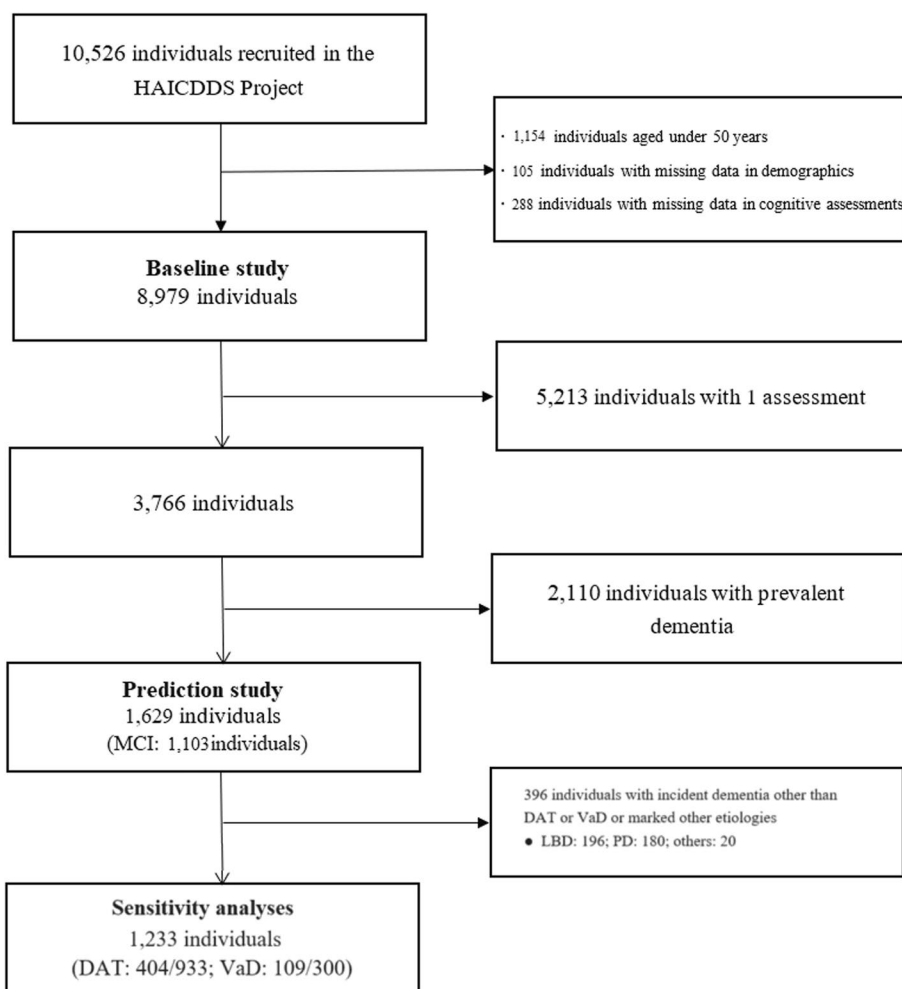 10,526 individuals recruited in the
HAICDDS Project
· 1,154 individuals aged under 50 years
· 105 individuals with missing data in demographics
· 288 individuals with missing data in cognitive assessments
Baseline study
8,979 individuals
5,213 individuals with 1 assessment
3,766 individuals
2,110 individuals with prevalent
dementia
Prediction study
1,629 individuals
(MCI: 1,103individuals)
396 individuals with incident dementia other than
DAT or VaD or marked other etiologies
● LBD: 196; PD: 180; others: 20
Sensitivity analyses
1,233 individuals
(DAT: 404/933; VaD: 109/300)